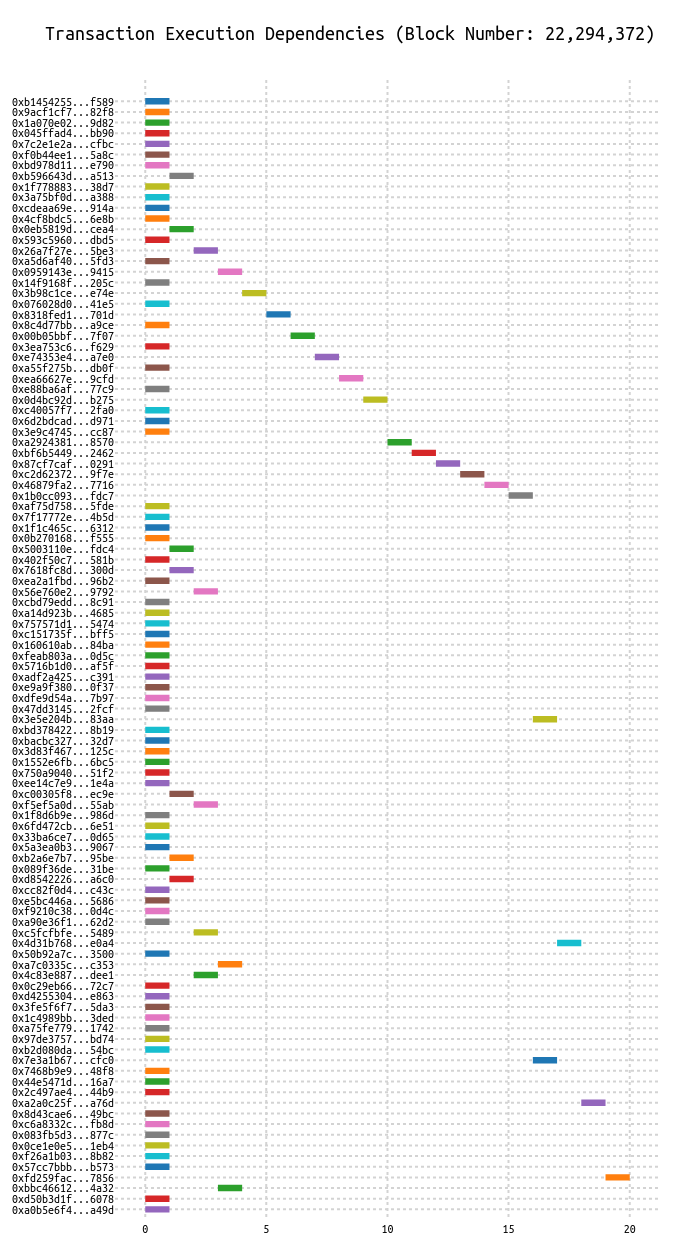 Transaction Execution Dependencies (Block Number: 22,294,372)
0xb1454255...f589
0x9acf1cf7...82f8
0x1a070e02...9d82
0x045ffad4...bb90
0x7c2e1e2a...cfbc
0xf0b44ee1...5a8c
0xbd978d11...e790
0xb596643d...a513
0x1f778883...38d7
0x3a75bf0d...a388
0xcdeaa69e...914a
0x4cf8bdc5...6e8b
0x0eb5819d...cea4
0x593c5960...dbd5
0x26a7f27e...5be3
0xa5d6af40...5fd3
0x0959143e...9415
0x14f9168f...205c
0x3b98c1ce...e74e
0x076028d0...41e5
0x8318fed1...701d
0x8c4d77bb...a9ce
0x00b05bbf...7f07
0x3ea753c6...f629
0xe74353e4...a7e0
0xa55f275b...db0f
0xea66627e...9cfd
0xe88ba6af...77c9
0x0d4bc92d...b275
0xc40057f7...2fa0
0x6d2bdcad...d971
0x3e9c4745...cc87
0xa2924381...8570
0xbf6b5449...2462
0x87cf7caf...0291
0xc2d62372...9f7e
0x46879fa2...7716
0x1b0cc093...fdc7
0xaf75d758...5fde
0x7f17772e...4b5d
0x1f1c465c...6312
0x0b270168...f555
0x5003110e...fdc4
0x402f50c7...581b
0x7618fc8d...300d
0xea2a1fbd...96b2
0x56e760e2...9792
0xcbd79edd...8c91
0xa14d923b...4685
0x757571d1...5474
0xc151735f...bff5
0x160610ab...84ba
0xfeab803a...0d5c
0x5716b1d0...af5f
0xadf2a425...c391
0xe9a9f380...0f37
0xdfe9d54a...7b97
0x47dd3145...2fcf
0x3e5e204b...83aa
0xbd378422...8b19
0xbacbc327...32d7
0x3d83f467...125c
0x1552e6fb...6bc5
0x750a9040...51f2
0xee14c7e9...1e4a
0xc00305f8...ec9e
0xf5ef5a0d...55ab
0x1f8d6b9e...986d
0x6fd472cb...6e51
0x33ba6ce7...0d65
0x5a3ea0b3...9067
0xb2a6e7b7...95be
0x089f36de...31be
0xd8542226...a6c0
0xcc82f0d4...c43c
0xe5bc446a...5686
0xf9210c38...0d4c
0xa90e36f1...62d2
0xc5fcfbfe...5489
0x4d31b768...e0a4
0x50b92a7c...3500
0xa7c0335c...c353
0x4c83e887...dee1
0x0c29eb66...72c7
0xd4255304...e863
0x3fe5f6f7...5da3
0x1c4989bb...3ded
0xa75fe779...1742
0x97de3757...bd74
0xb2d080da...54bc
0x7e3a1b67...cfc0
0x7468b9e9...48f8
0x44e5471d...16a7
0x2c497ae4...44b9
0xa2a0c25f...a76d
0x8d43cae6...49bc
0xc6a8332c...fb8d
0x083fb5d3...877c
0x0ce1e0e5...1eb4
0xf26a1b03...8b82
0x57cc7bbb...b573
0xfd259fac...7856
0xbbc46612...4a32
0xd50b3d1f...6078
0xa0b5e6f4...a49d
0 5 10 15 20